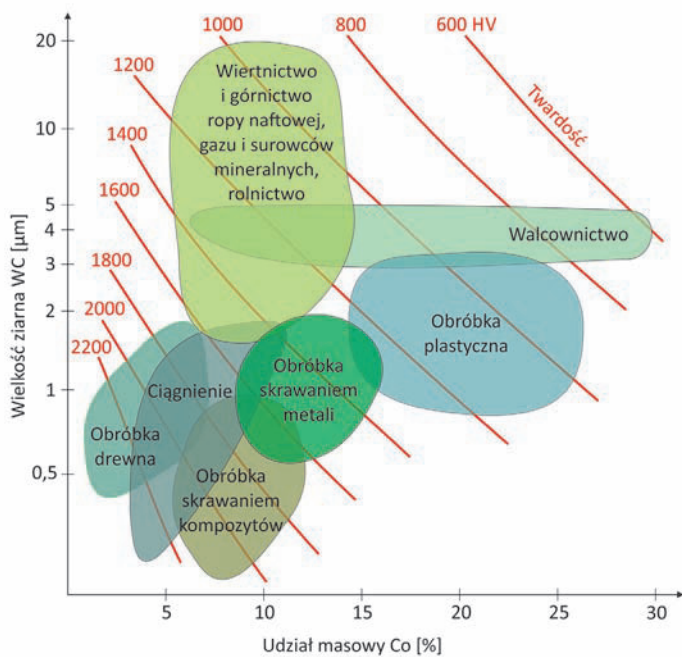 20
10
5
4
3
2
1
0,5
Wielkość ziarna WC [µm]
5
10
15
20
25
30
Udział masowy Co [%]
1000
800
600 HV
1200
1400
1600
1800
2000
2200
Twardość
Wiertnictwo
i górnictwo
ropy naftowej,
gazu i surowców
mineralnych,
rolnictwo
Walcownictwo
Obróbka
plastyczna
Obróbka
skrawaniem
metali
Ciągnienie
Obróbka
drewna
Obróbka
skrawaniem
kompozytów